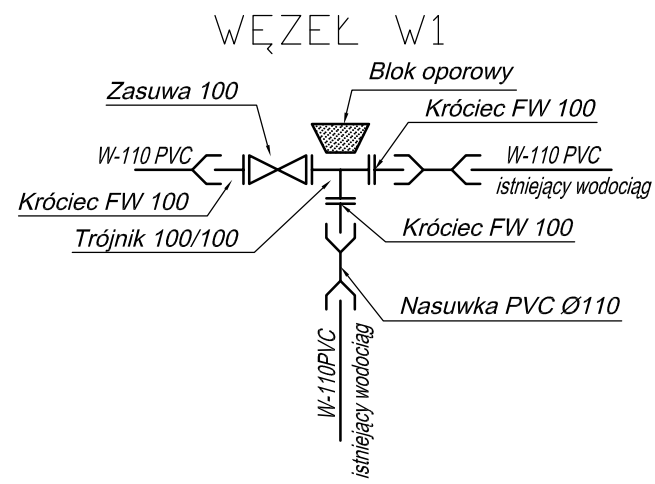 WĘZEŁ W1
Blok oporowy
Zasuwa 100
Króciec FW 100
W-110 PVC
W-110 PVC
istniejący wodociąg
Króciec FW 100
Trójnik 100/100
Króciec FW 100
Nasuwka PVC Ø110
W-110PVC
istniejący wodociąg